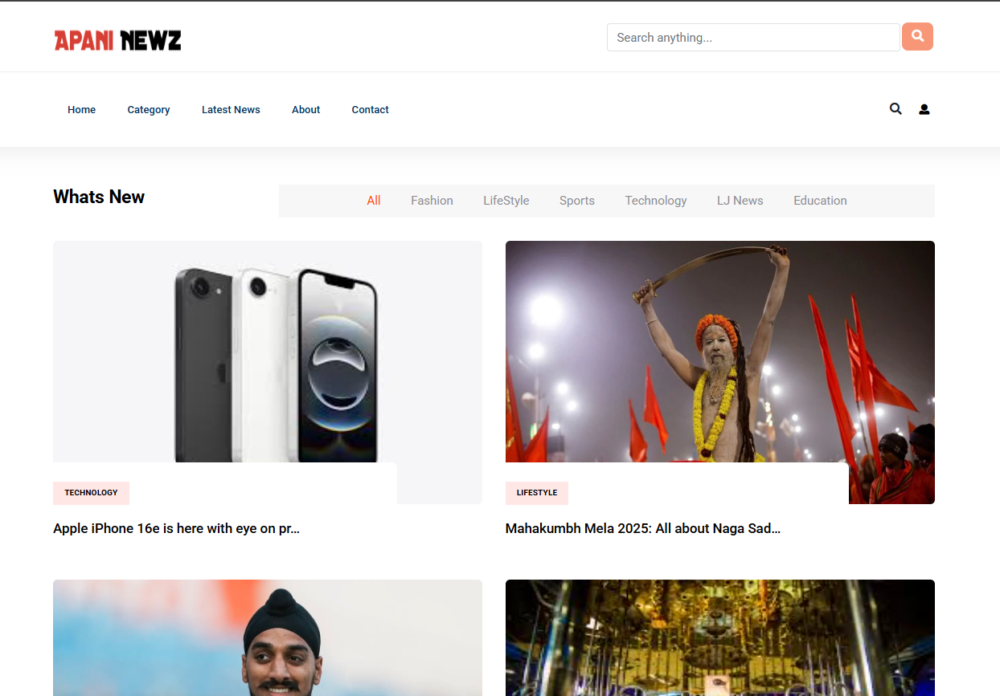 APANI NEWZ
Search anything...
Home Category Latest News About Contact
Whats New
All Fashion LifeStyle Sports Technology LJ News Education
TECHNOLOGY
LIFESTYLE
Apple iPhone 16e is here with eye on pr...
Mahakumbh Mela 2025: All about Naga Sad...